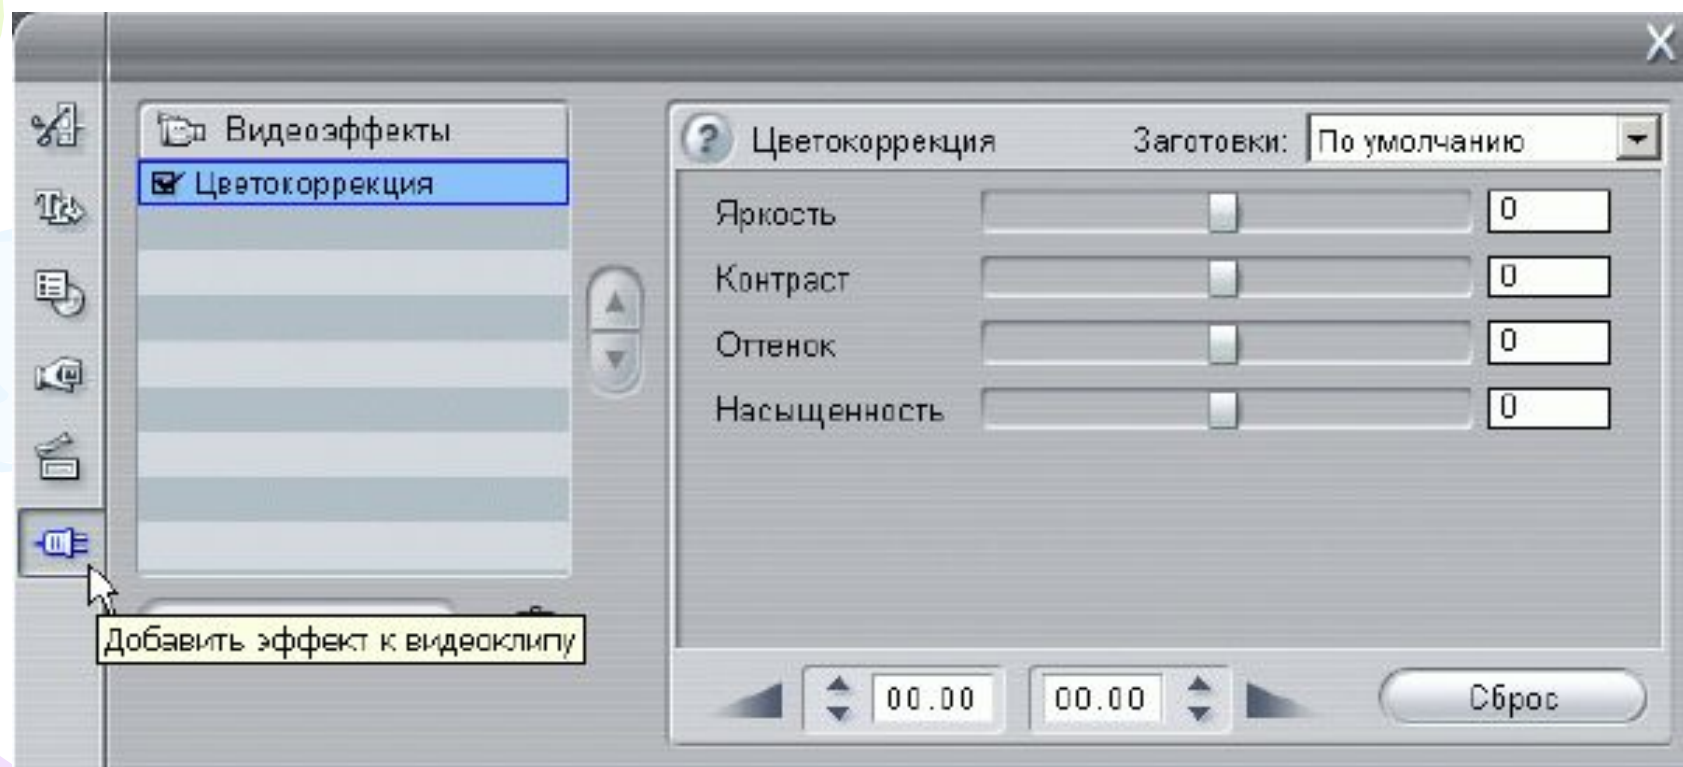 X
Видеоэффекты
Цветокоррекция
? Цветокоррекция Заготовки: По умолчанию
Яркость 0
Контраст 0
Оттенок 0
Насыщенность 0
Добавить эффект к видеоклипу
00.00 00.00 Сброс